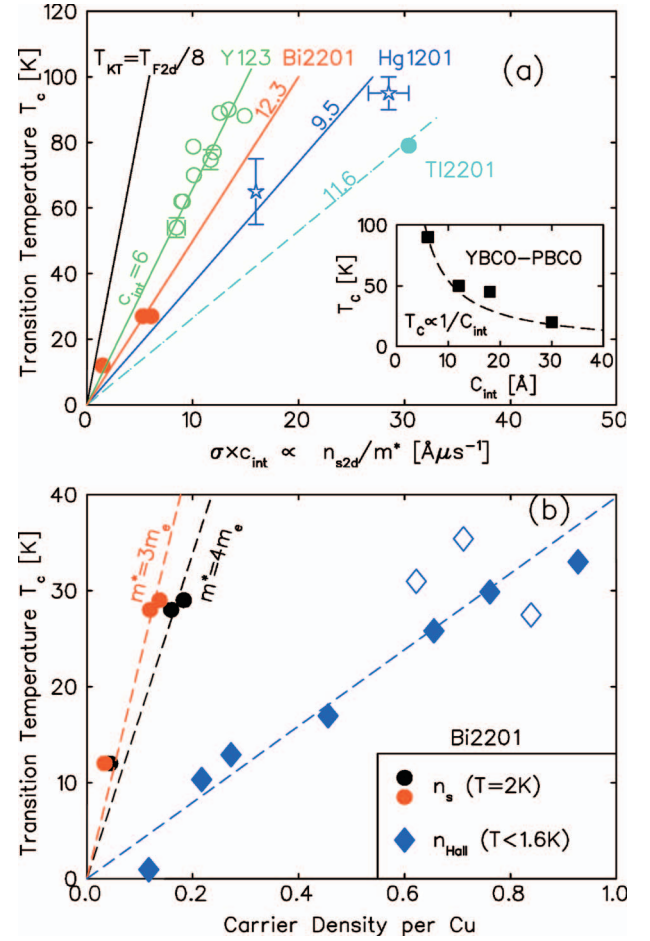 120
100
80
60
40
20
0
Transition Temperature T_c [K]
T_KT=T_F2d/8
Y123
Bi2201
Hg1201
(a)
12.3
9.5
11.6
Tl2201
c_int=6
100
50
0
T_c [K]
YBCO−PBCO
T_c∝1/C_int
0 10 20 30 40
C_int [Å]
0 10 20 30 40 50
σ×c_int ∝ n_s2d/m* [Åμs⁻¹]
40
30
20
10
0
Transition Temperature T_c [K]
m*=3m_e
m*=4m_e
(b)
Bi2201
n_s (T=2K)
n_Hall (T<1.6K)
0.0 0.2 0.4 0.6 0.8 1.0
Carrier Density per Cu